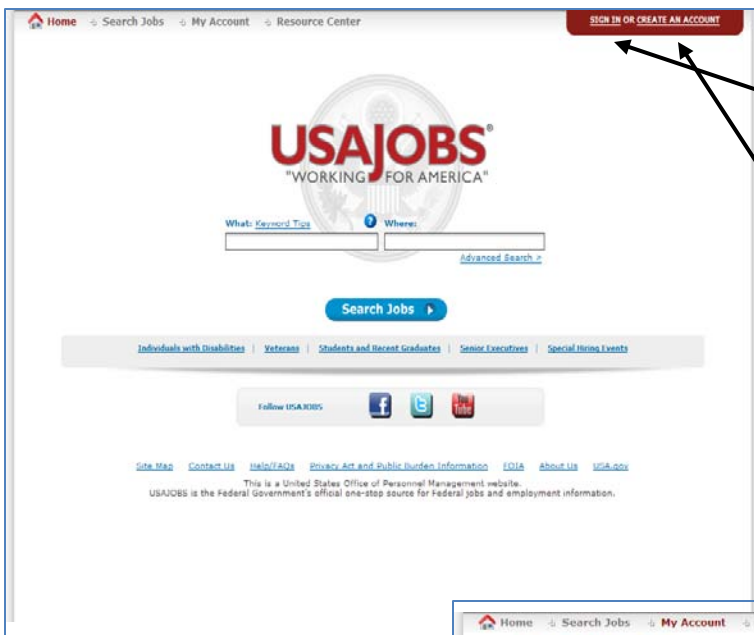 Home Search Jobs My Account Resource Center
SIGN IN OR CREATE AN ACCOUNT
USAJOBS®
"WORKING FOR AMERICA"
What: Keyword Tips ? Where:
Advanced Search >
Search Jobs
Individuals with Disabilities | Veterans | Students and Recent Graduates | Senior Executives | Special Hiring Events
Follow USAJOBS f t You Tube
Site Map Contact Us Help/FAQs Privacy Act and Public Burden Information FOIA About Us USA.gov
This is a United States Office of Personnel Management website.
USAJOBS is the Federal Government's official one-stop source for Federal jobs and employment information.
Home Search Jobs My Account